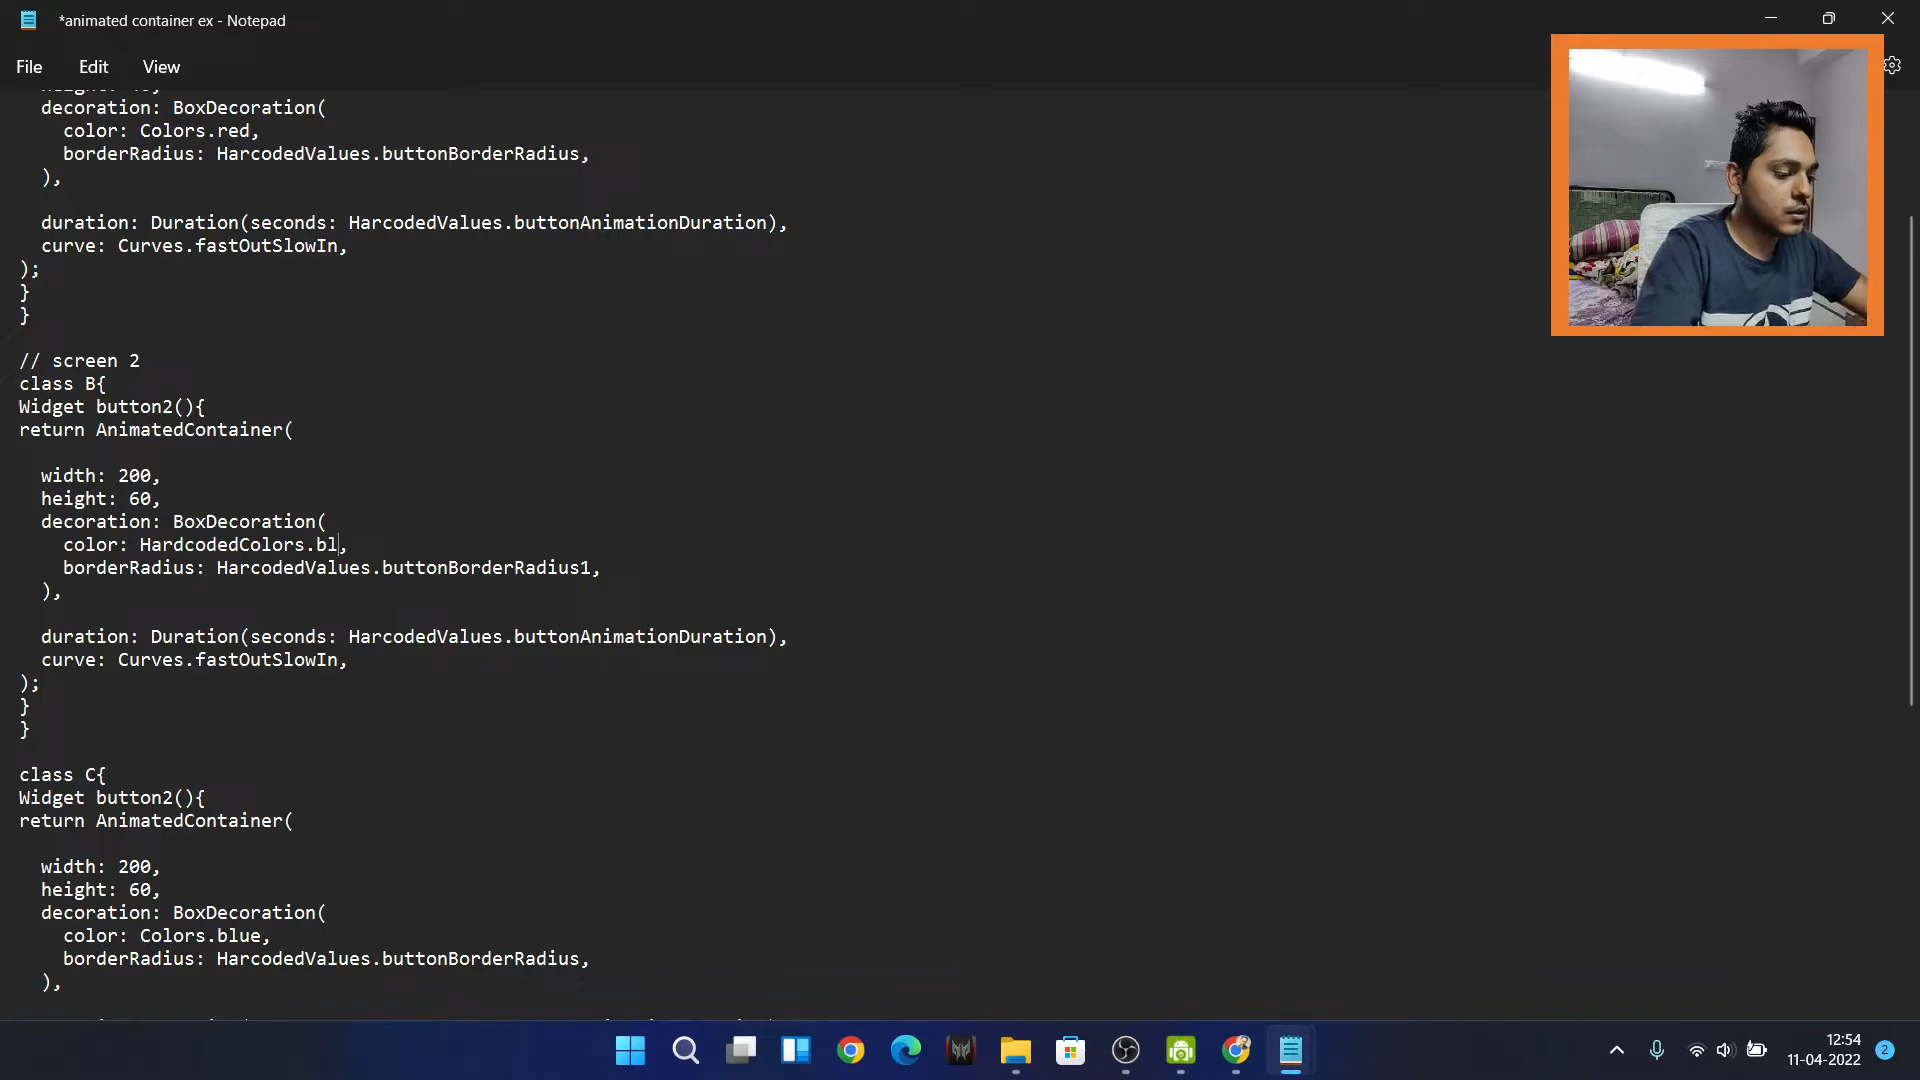 *animated container ex - Notepad
File Edit View
decoration: BoxDecoration(
color: Colors.red,
borderRadius: HarcodedValues.buttonBorderRadius,
),
duration: Duration(seconds: HarcodedValues.buttonAnimationDuration),
curve: Curves.fastOutSlowIn,
);
}
}
// screen 2
class B{
Widget button2(){
return AnimatedContainer(
width: 200,
height: 60,
decoration: BoxDecoration(
color: HardcodedColors.bl,
borderRadius: HarcodedValues.buttonBorderRadius1,
),
duration: Duration(seconds: HarcodedValues.buttonAnimationDuration),
curve: Curves.fastOutSlowIn,
);
}
}
class C{
Widget button2(){
return AnimatedContainer(
width: 200,
height: 60,
decoration: BoxDecoration(
color: Colors.blue,
borderRadius: HarcodedValues.buttonBorderRadius,
),
12:54
11-04-2022
2